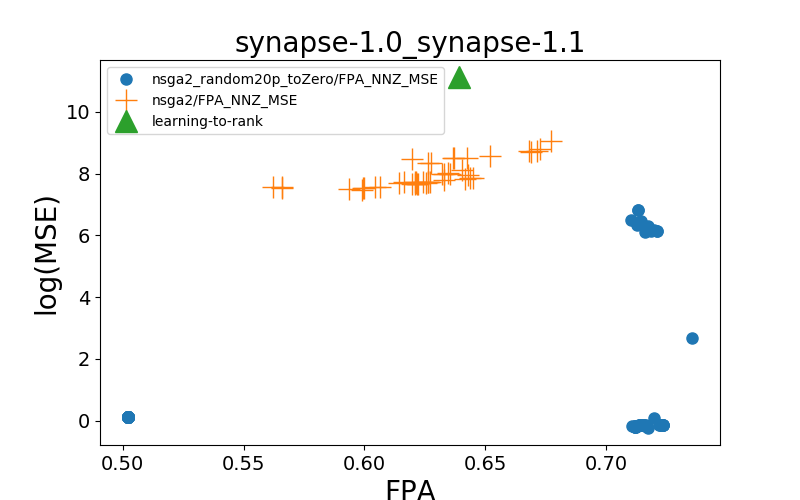 synapse-1.0_synapse-1.1
nsga2_random20p_toZero/FPA_NNZ_MSE
nsga2/FPA_NNZ_MSE
learning-to-rank
log(MSE)
10
8
6
4
2
0
0.50 0.55 0.60 0.65 0.70
FPA